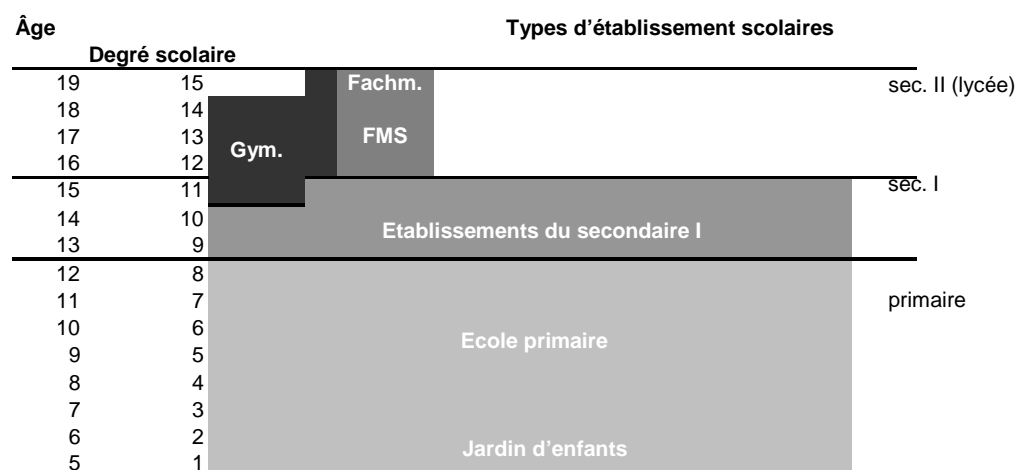 Âge Types d'établissement scolaires
Degré scolaire
19 15 Fachm. sec. II (lycée)
18 14
17 13 FMS
16 12 Gym.
15 11 sec. I
14 10 Etablissements du secondaire I
13 9
12 8
11 7 primaire
10 6 Ecole primaire
9 5
8 4
7 3
6 2 Jardin d'enfants
5 1